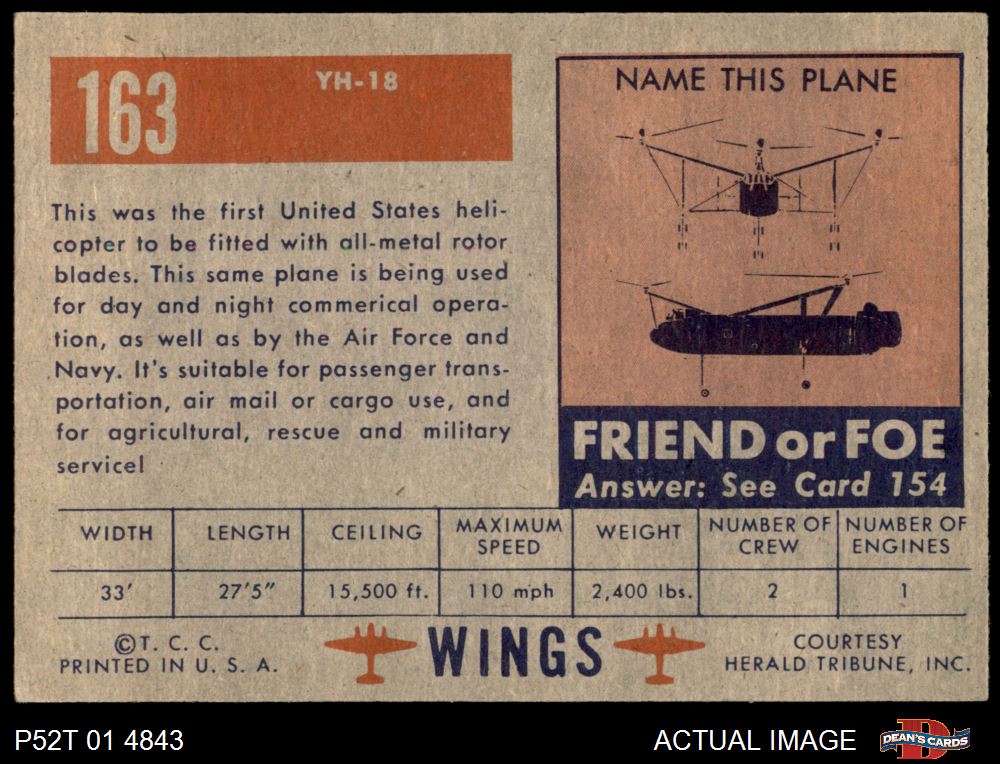 163
YH-18
This was the first United States heli-
copter to be fitted with all-metal rotor
blades. This same plane is being used
for day and night commerical opera-
tion, as well as by the Air Force and
Navy. It's suitable for passenger trans-
portation, air mail or cargo use, and
for agricultural, rescue and military
service!
NAME THIS PLANE
FRIEND or FOE
Answer: See Card 154
WIDTH LENGTH CEILING MAXIMUM SPEED WEIGHT NUMBER OF CREW NUMBER OF ENGINES
33' 27'5" 15,500 ft. 110 mph 2,400 lbs. 2 1
©T. C. C.
PRINTED IN U. S. A.
WINGS
COURTESY
HERALD TRIBUNE, INC.
P52T 01 4843
ACTUAL IMAGE
D
DEAN'S CARDS